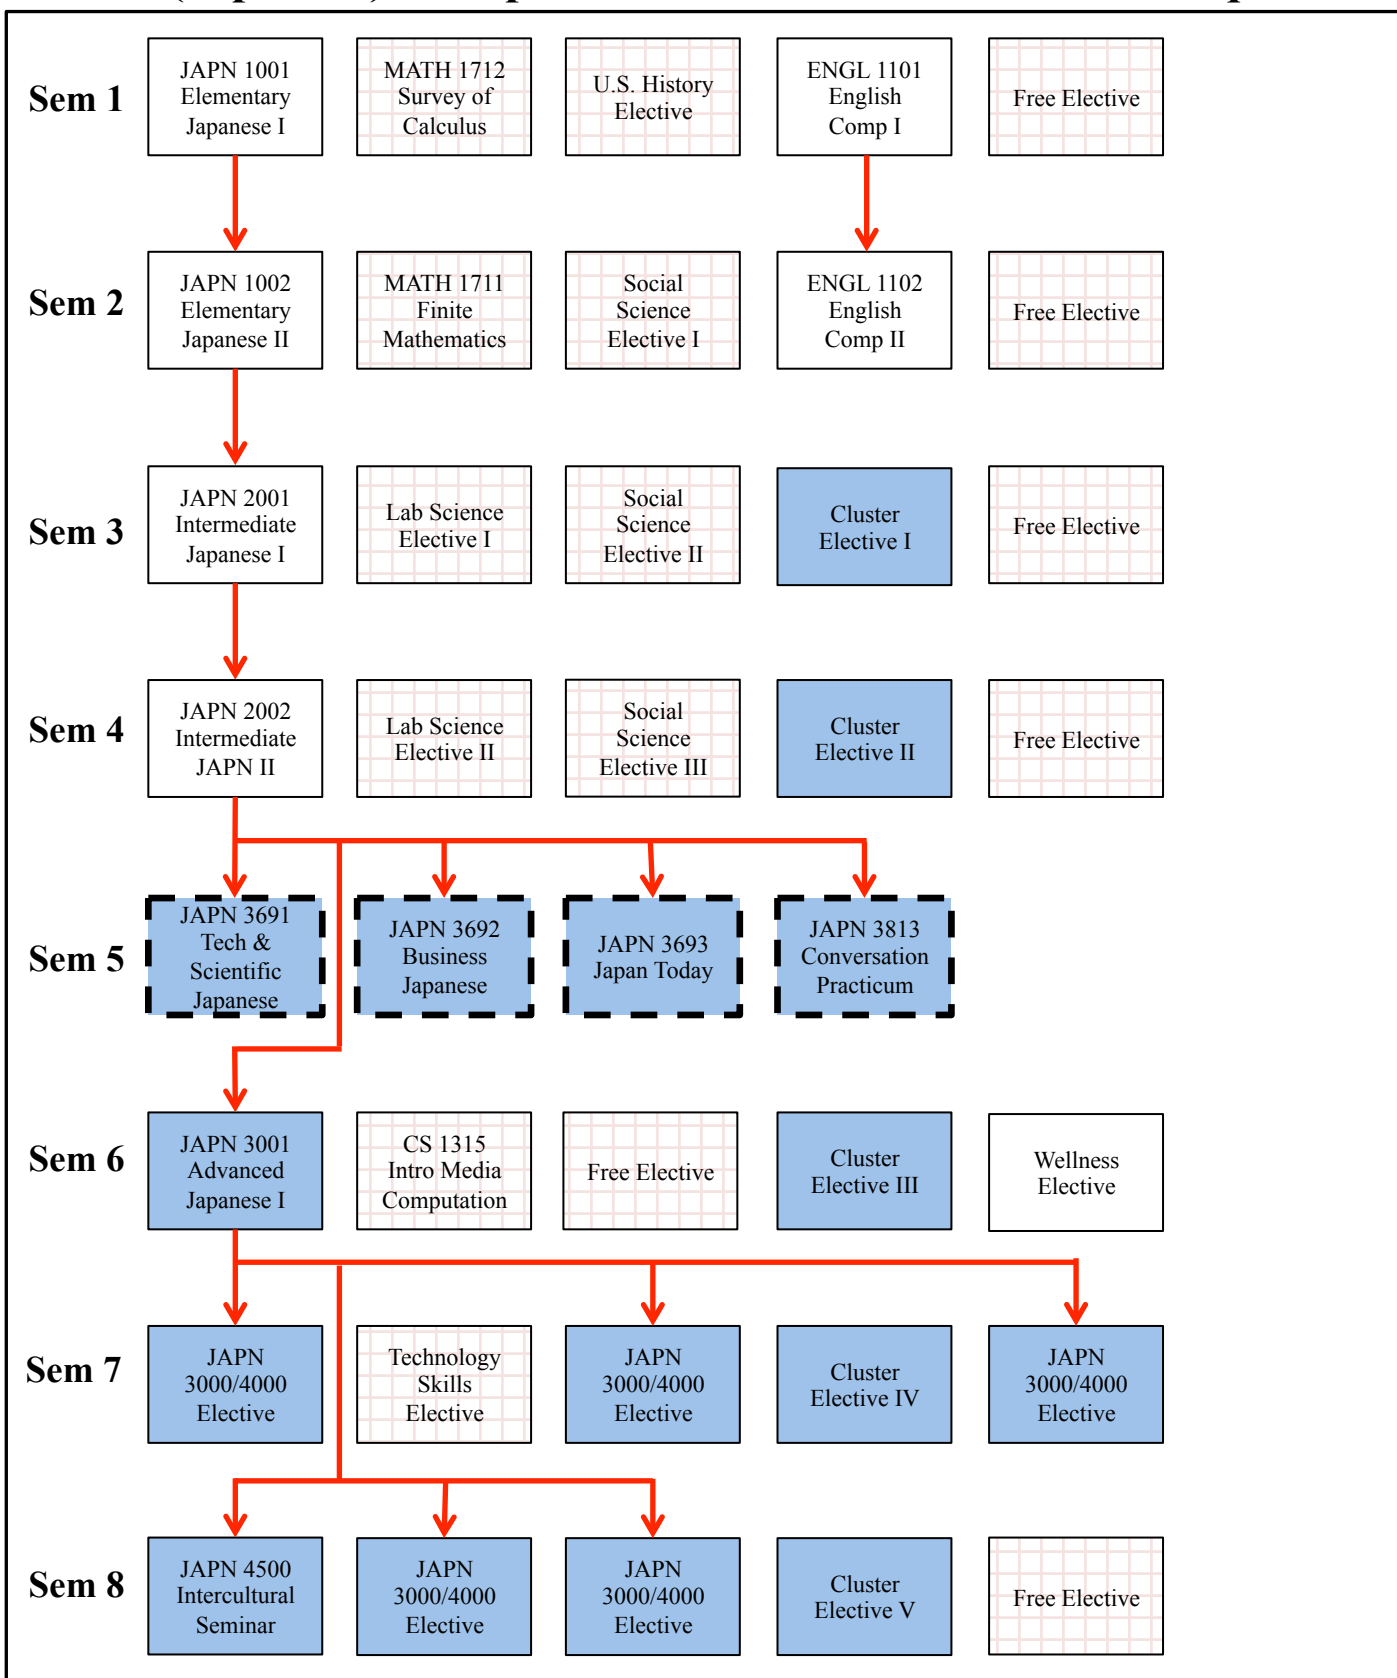 Sem 1
JAPN 1001
Elementary
Japanese I
MATH 1712
Survey of
Calculus
U.S. History
Elective
ENGL 1101
English
Comp I
Free Elective
Sem 2
JAPN 1002
Elementary
Japanese II
MATH 1711
Finite
Mathematics
Social
Science
Elective I
ENGL 1102
English
Comp II
Free Elective
Sem 3
JAPN 2001
Intermediate
Japanese I
Lab Science
Elective I
Social
Science
Elective II
Cluster
Elective I
Free Elective
Sem 4
JAPN 2002
Intermediate
JAPN II
Lab Science
Elective II
Social
Science
Elective III
Cluster
Elective II
Free Elective
Sem 5
JAPN 3691
Tech &
Scientific
Japanese
JAPN 3692
Business
Japanese
JAPN 3693
Japan Today
JAPN 3813
Conversation
Practicum
Sem 6
JAPN 3001
Advanced
Japanese I
CS 1315
Intro Media
Computation
Free Elective
Cluster
Elective III
Wellness
Elective
Sem 7
JAPN
3000/4000
Elective
Technology
Skills
Elective
JAPN
3000/4000
Elective
Cluster
Elective IV
JAPN
3000/4000
Elective
Sem 8
JAPN 4500
Intercultural
Seminar
JAPN
3000/4000
Elective
JAPN
3000/4000
Elective
Cluster
Elective V
Free Elective